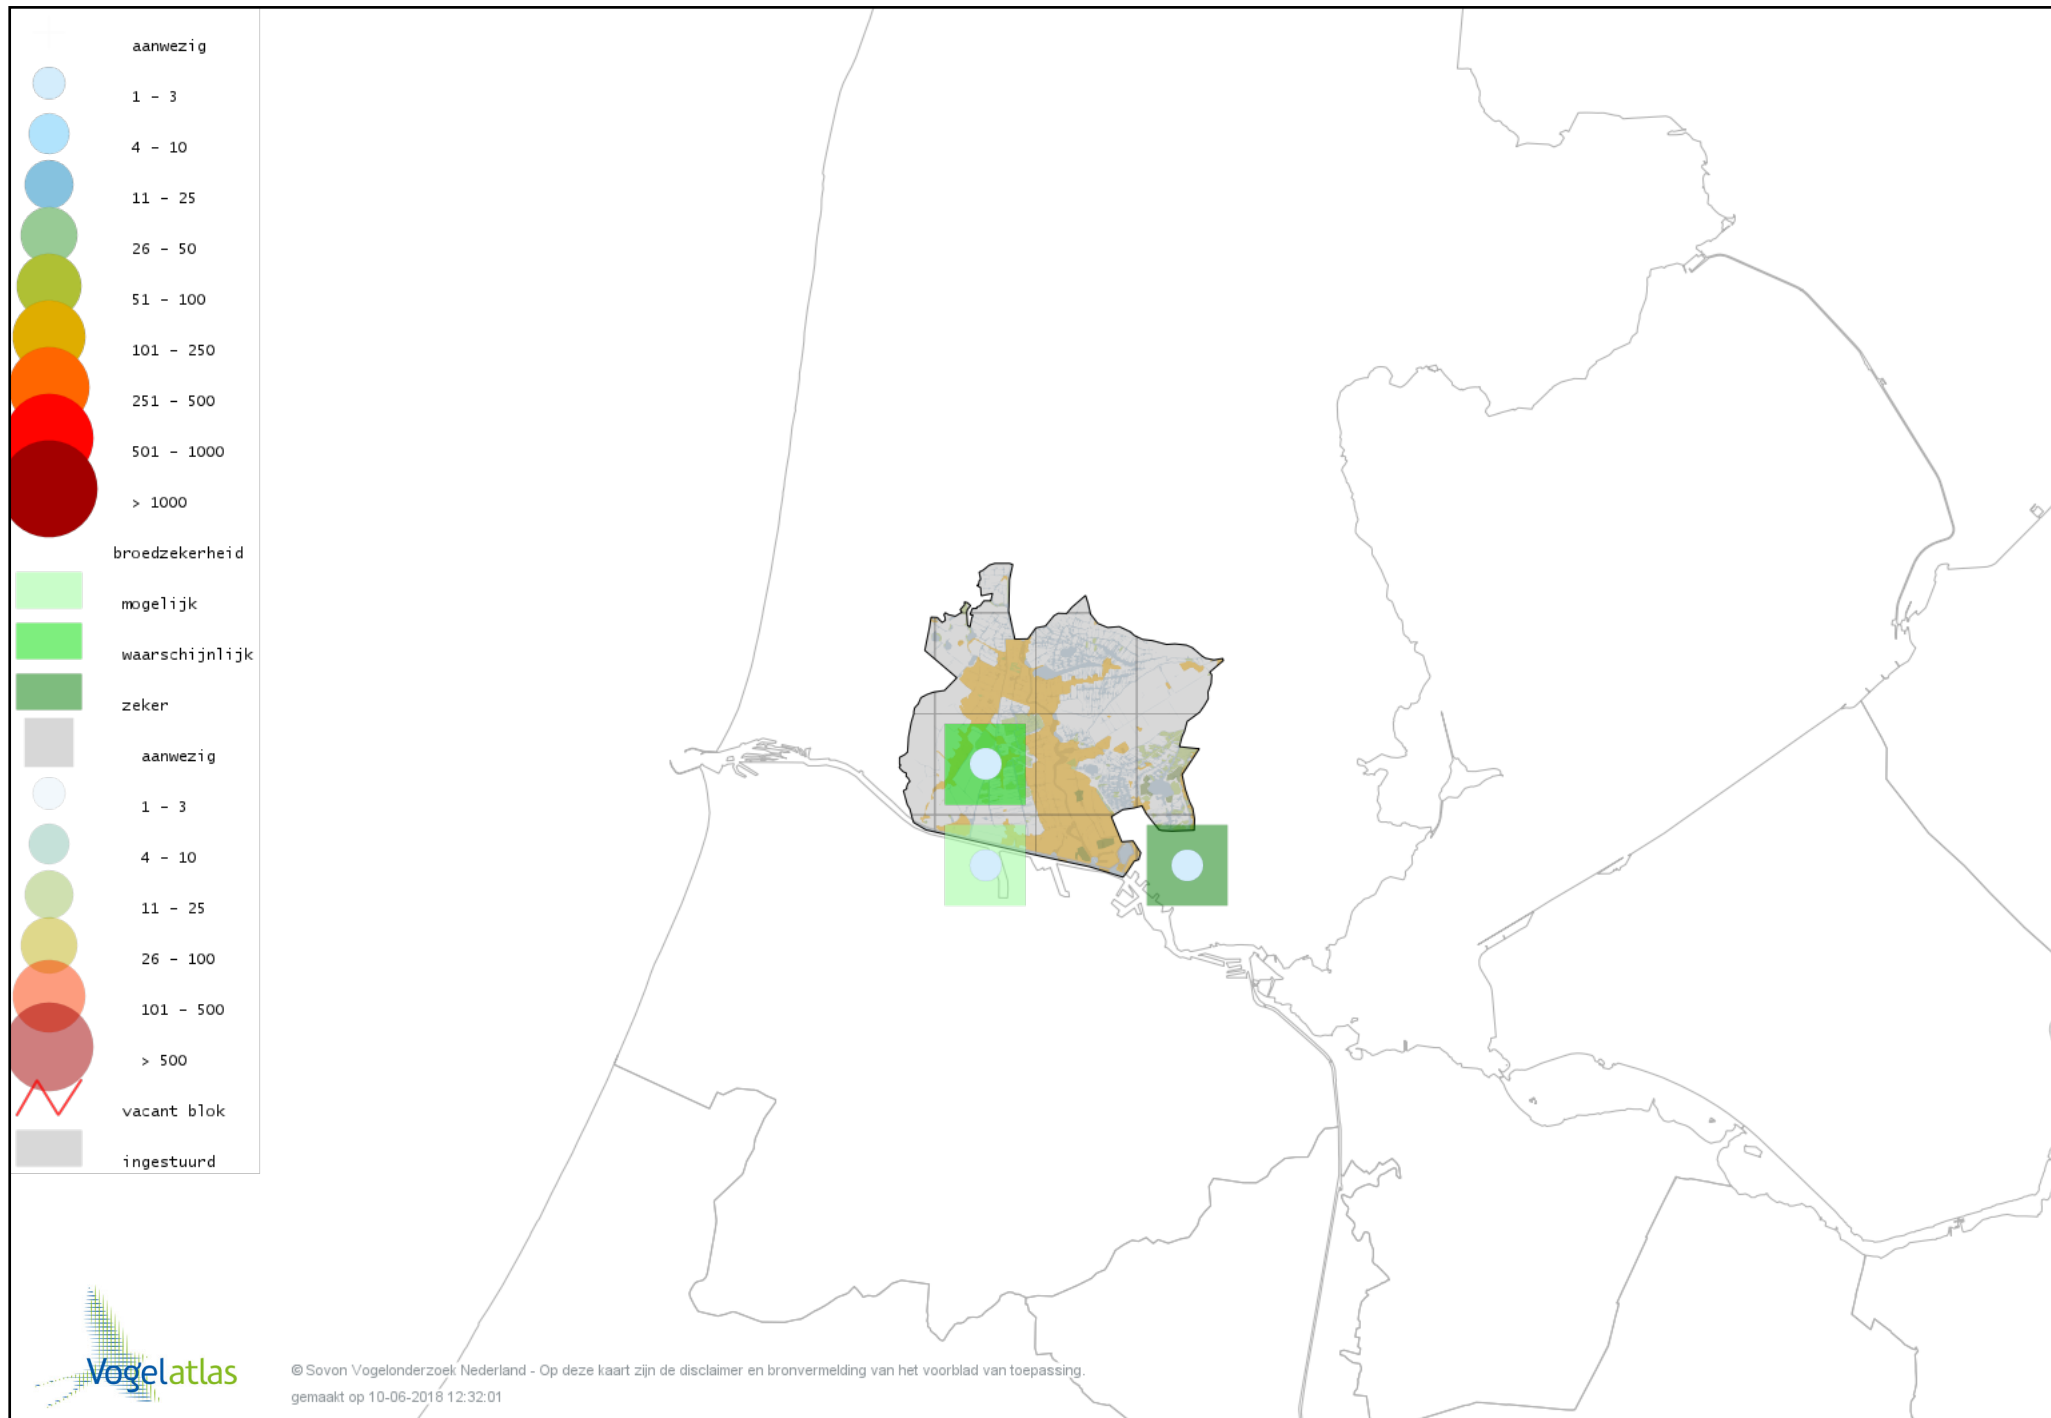 aanwezig
1 - 3
4 - 10
11 - 25
26 - 50
51 - 100
101 - 250
251 - 500
501 - 1000
> 1000
broedzekerheid
mogelijk
waarschijnlijk
zeker
aanwezig
1 - 3
4 - 10
11 - 25
26 - 100
101 - 500
> 500
vacant blok
ingestuurd
Vogelatlas
© Sovon Vogelonderzoek Nederland - Op deze kaart zijn de disclaimer en bronvermelding van het voorblad van toepassing.
gemaakt op 10-06-2018 12:32:01